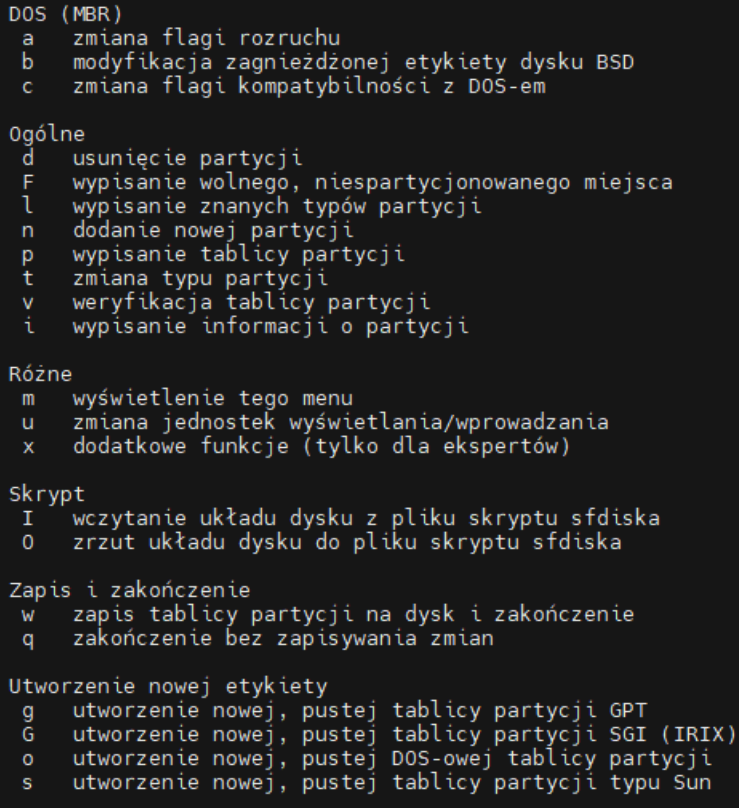 DOS (MBR)
a zmiana flagi rozruchu
b modyfikacja zagnieżdżonej etykiety dysku BSD
c zmiana flagi kompatybilności z DOS-em
Ogólne
d usunięcie partycji
F wypisanie wolnego, niespartycjonowanego miejsca
l wypisanie znanych typów partycji
n dodanie nowej partycji
p wypisanie tablicy partycji
t zmiana typu partycji
v weryfikacja tablicy partycji
i wypisanie informacji o partycji
Różne
m wyświetlenie tego menu
u zmiana jednostek wyświetlania/wprowadzania
x dodatkowe funkcje (tylko dla ekspertów)
Skrypt
I wczytanie układu dysku z pliku skryptu sfdiska
O zrzut układu dysku do pliku skryptu sfdiska
Zapis i zakończenie
w zapis tablicy partycji na dysk i zakończenie
q zakończenie bez zapisywania zmian
Utworzenie nowej etykiety
g utworzenie nowej, pustej tablicy partycji GPT
G utworzenie nowej, pustej tablicy partycji SGI (IRIX)
o utworzenie nowej, pustej DOS-owej tablicy partycji
s utworzenie nowej, pustej tablicy partycji typu Sun